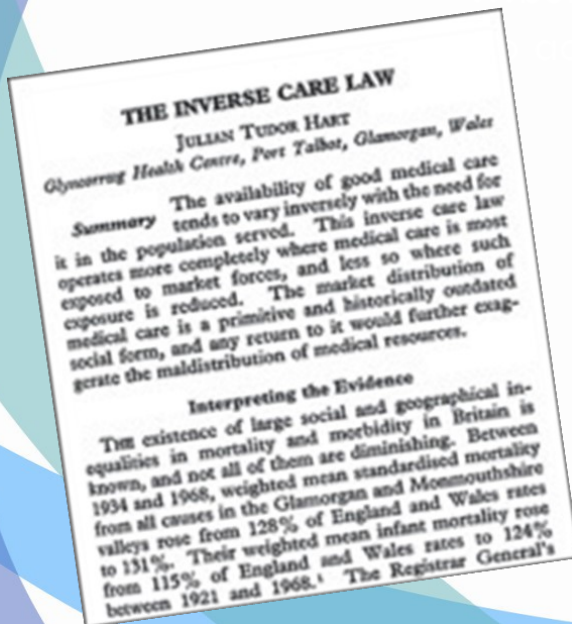 THE INVERSE CARE LAW
JULIAN TUDOR HART
Glyncorrwg Health Centre, Port Talbot, Glamorgan, Wales
Summary The availability of good medical care
tends to vary inversely with the need for
it in the population served. This inverse care law
operates more completely where medical care is most
exposed to market forces, and less so where such
exposure is reduced. The market distribution of
medical care is a primitive and historically outdated
social form, and any return to it would further exag-
gerate the maldistribution of medical resources.
Interpreting the Evidence
THE existence of large social and geographical in-
equalities in mortality and morbidity in Britain is
known, and not all of them are diminishing. Between
1934 and 1968, weighted mean standardised mortality
from all causes in the Glamorgan and Monmouthshire
valleys rose from 128% of England and Wales rates
to 131%. Their weighted mean infant mortality rose
from 115% of England and Wales rates to 124%
between 1921 and 1968.¹ The Registrar General's